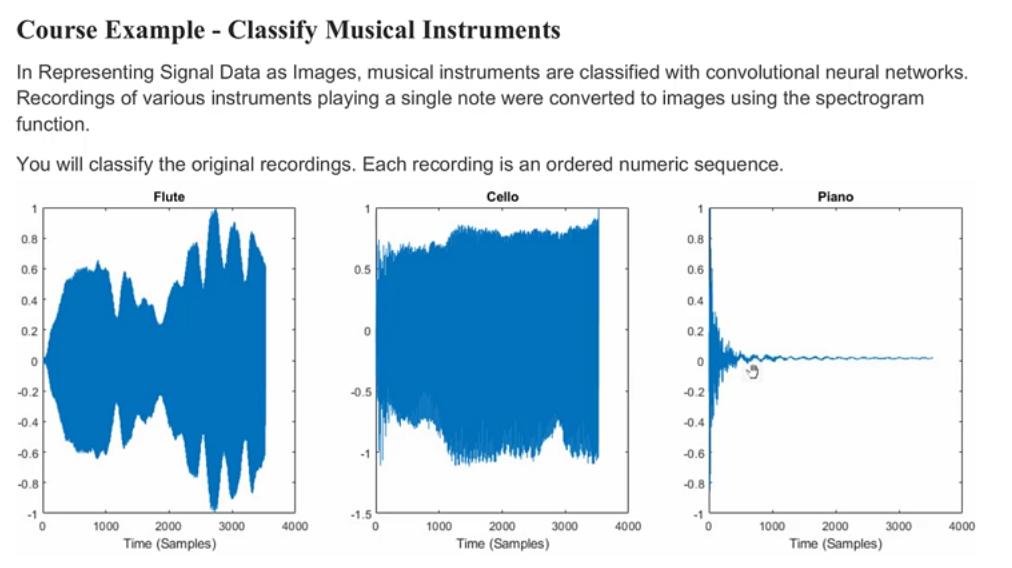 Course Example - Classify Musical Instruments
In Representing Signal Data as Images, musical instruments are classified with convolutional neural networks.
Recordings of various instruments playing a single note were converted to images using the spectrogram
function.
You will classify the original recordings. Each recording is an ordered numeric sequence.
Flute
1
0.8
0.6
0.4
0.2
0
-0.2
-0.4
-0.6
-0.8
-1
0 1000 2000 3000 4000
Time (Samples)
Cello
1
0.5
0
-0.5
-1
-1.5
0 1000 2000 3000 4000
Time (Samples)
Piano
1
0.8
0.6
0.4
0.2
0
-0.2
-0.4
-0.6
-0.8
-1
0 1000 2000 3000 4000
Time (Samples)